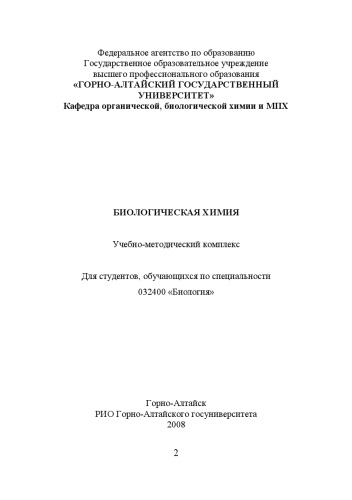 Федеральное агентство по образованию
Государственное образовательное учреждение
высшего профессионального образования
«ГОРНО-АЛТАЙСКИЙ ГОСУДАРСТВЕННЫЙ
УНИВЕРСИТЕТ»
Кафедра органической, биологической химии и МПХ
БИОЛОГИЧЕСКАЯ ХИМИЯ
Учебно-методический комплекс
Для студентов, обучающихся по специальности
032400 «Биология»
Горно-Алтайск
РИО Горно-Алтайского госуниверситета
2008
2